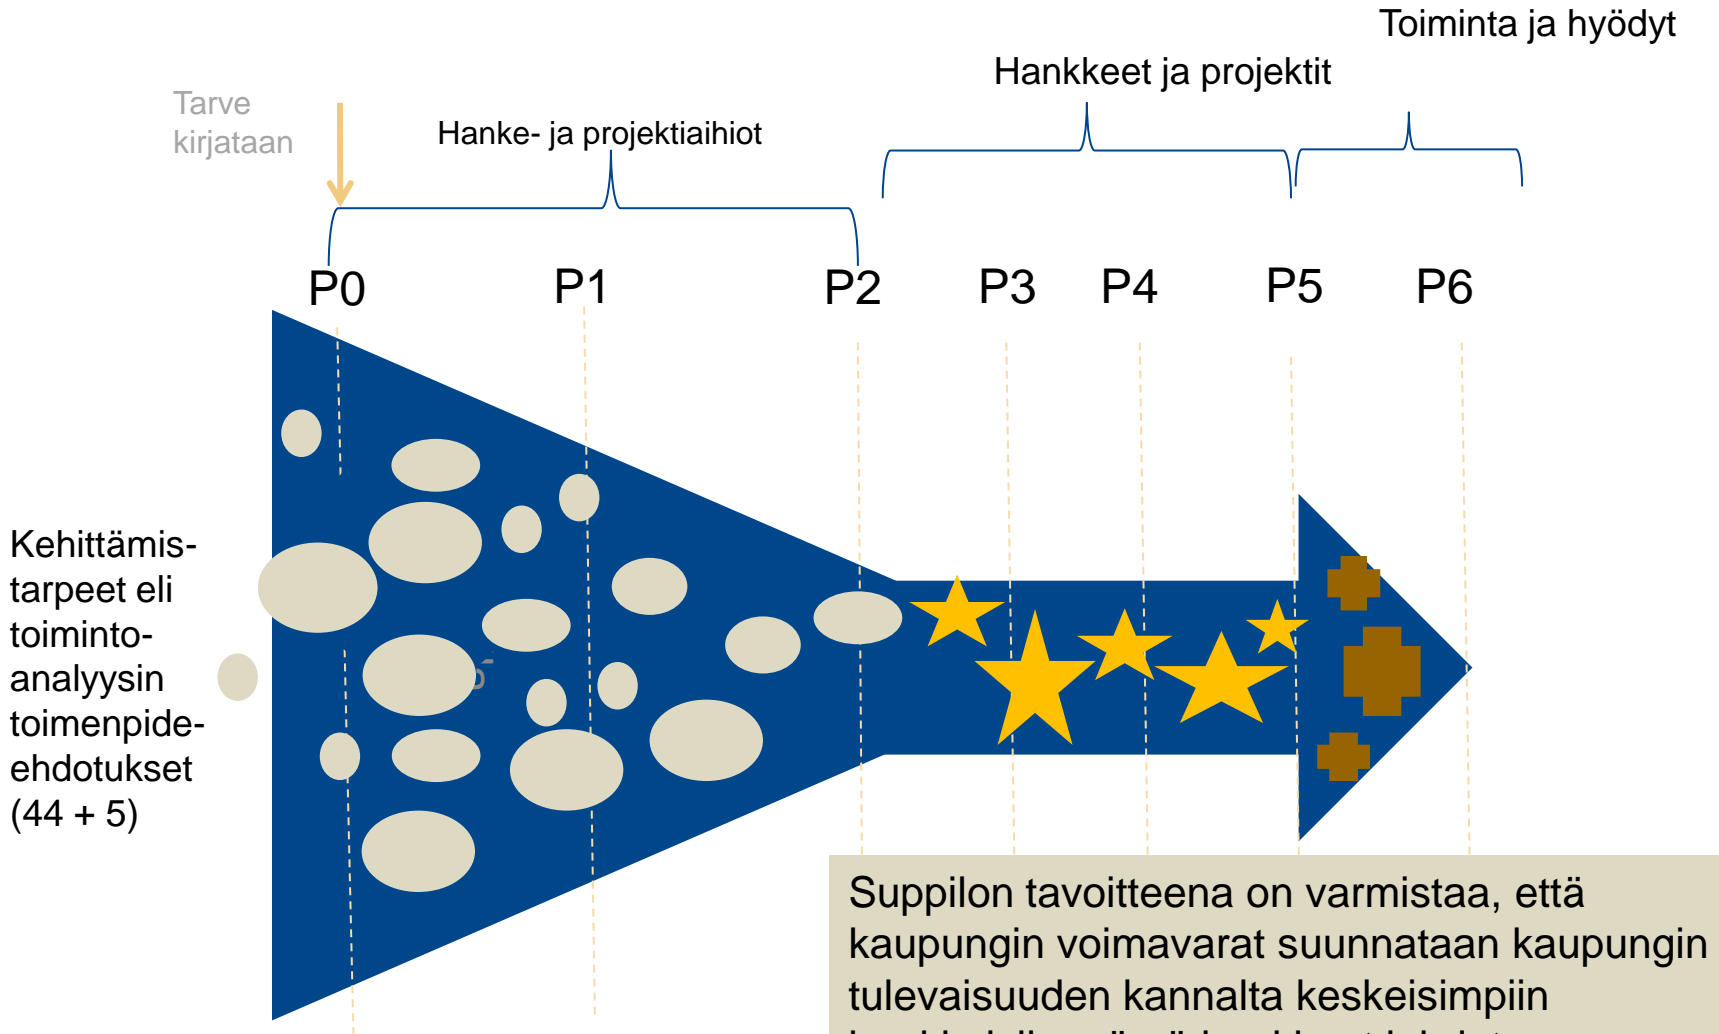 Toiminta ja hyödyt
Hankkeet ja projektit
Tarve
kirjataan
Hanke- ja projektiaihiot
P0
P1
P2
P3
P4
P5
P6
Kehittämis-
tarpeet eli
toiminto-
analyysin
toimenpide-
ehdotukset
(44 + 5)
Suppilon tavoitteena on varmistaa, että
kaupungin voimavarat suunnataan kaupungin
tulevaisuuden kannalta keskeisimpiin